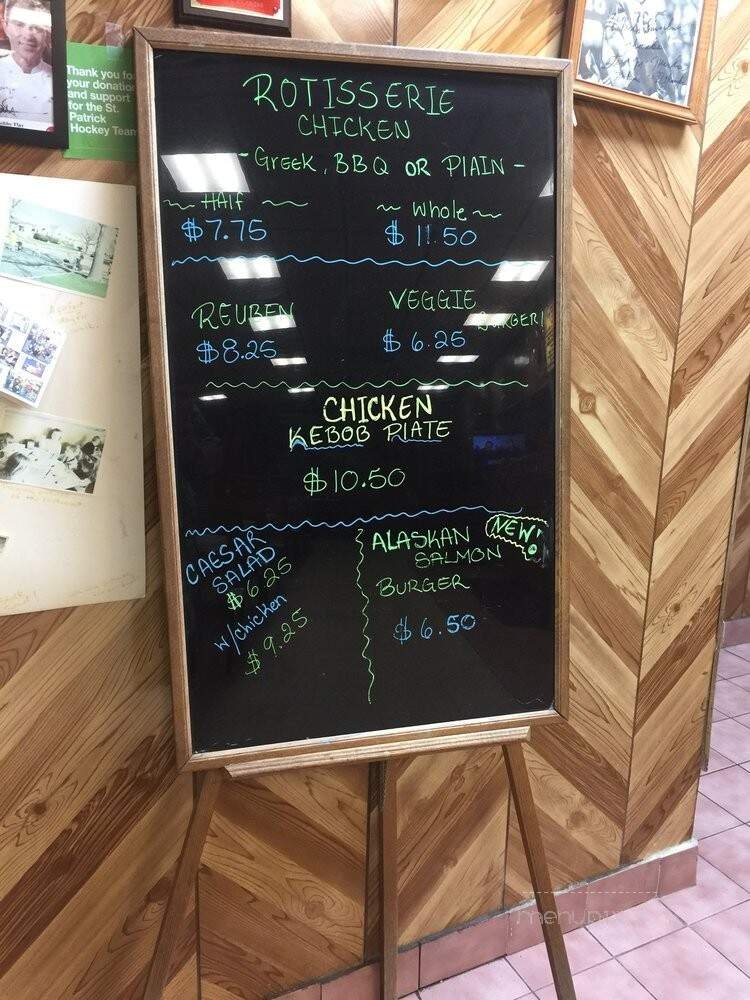 Thank you for
your donation
and support
for the St.
Patrick
Hockey Team
ROTISSERIE
CHICKEN
- GREEK, BBQ OR PLAIN -
~ HAlf ~
$7.75
~ Whole ~
$ 11.50
REUBEN
$8.25
VEGGIE
BURGER!
$ 6.25
CHICKEN
KEBOB PLATE
$10.50
CAESAR
SALAD
$6.25
w/chicken
$9.25
ALASKAN
SALMON
BURGER
NEW!
$6.50